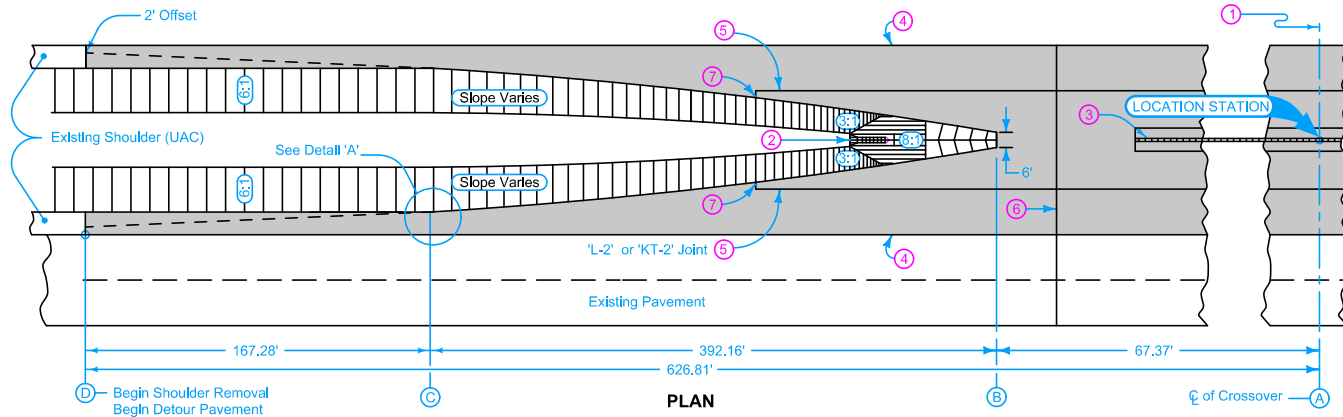 2' Offset
5
4
1
7
6:1
Slope Varies
3:1
LOCATION STATION
3
Existing Shoulder (UAC)
2
8:1
See Detail 'A'
3:1
6'
6:1
Slope Varies
7
6
'L-2' or 'KT-2' Joint
5
4
Existing Pavement
167.28'
392.16'
67.37'
626.81'
D
Begin Shoulder Removal
Begin Detour Pavement
C
PLAN
B
℄ of Crossover
A